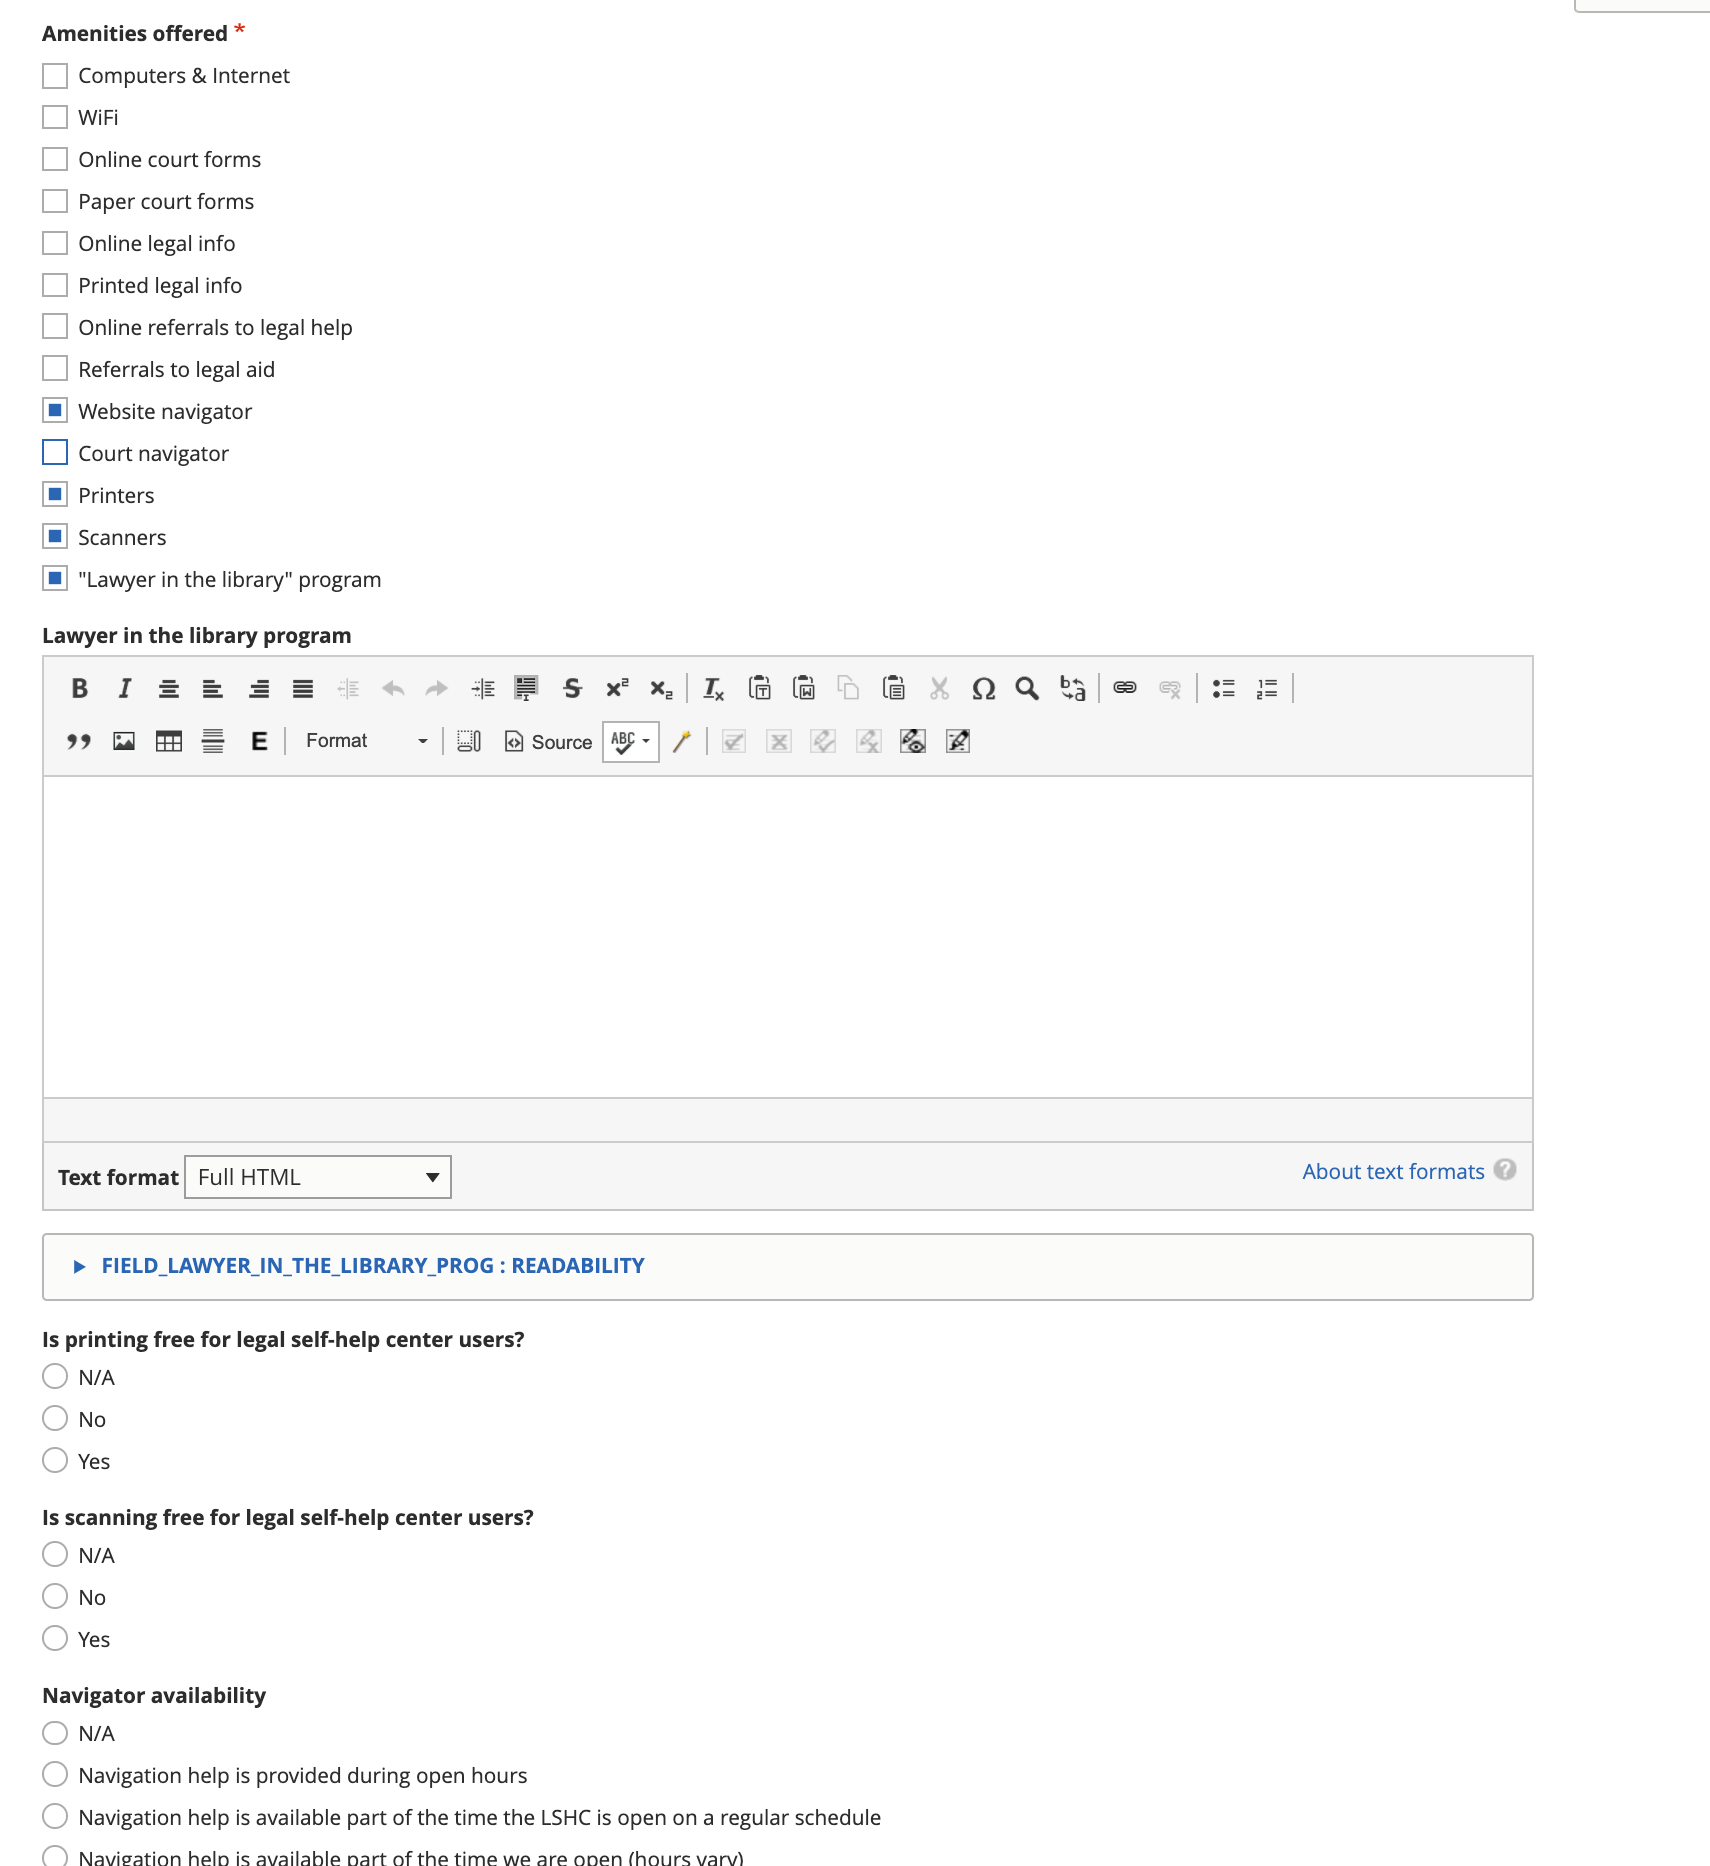 Amenities offered *
Computers & Internet
WiFi
Online court forms
Paper court forms
Online legal info
Printed legal info
Online referrals to legal help
Referrals to legal aid
Website navigator
Court navigator
Printers
Scanners
"Lawyer in the library" program
Lawyer in the library program
Format
Source
ABC
Text format Full HTML
About text formats
FIELD_LAWYER_IN_THE_LIBRARY_PROG : READABILITY
Is printing free for legal self-help center users?
N/A
No
Yes
Is scanning free for legal self-help center users?
N/A
No
Yes
Navigator availability
N/A
Navigation help is provided during open hours
Navigation help is available part of the time the LSHC is open on a regular schedule
Navigation help is available part of the time we are open (hours vary)